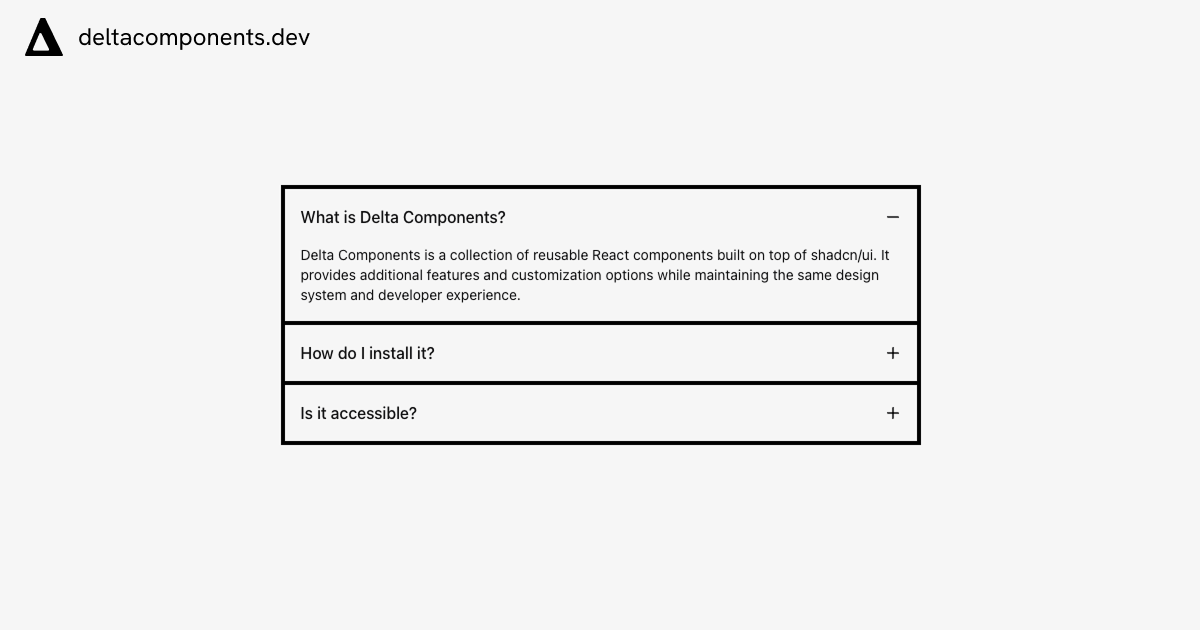 deltacomponents.dev
What is Delta Components?
Delta Components is a collection of reusable React components built on top of shadcn/ui. It
provides additional features and customization options while maintaining the same design
system and developer experience.
How do I install it?
Is it accessible?